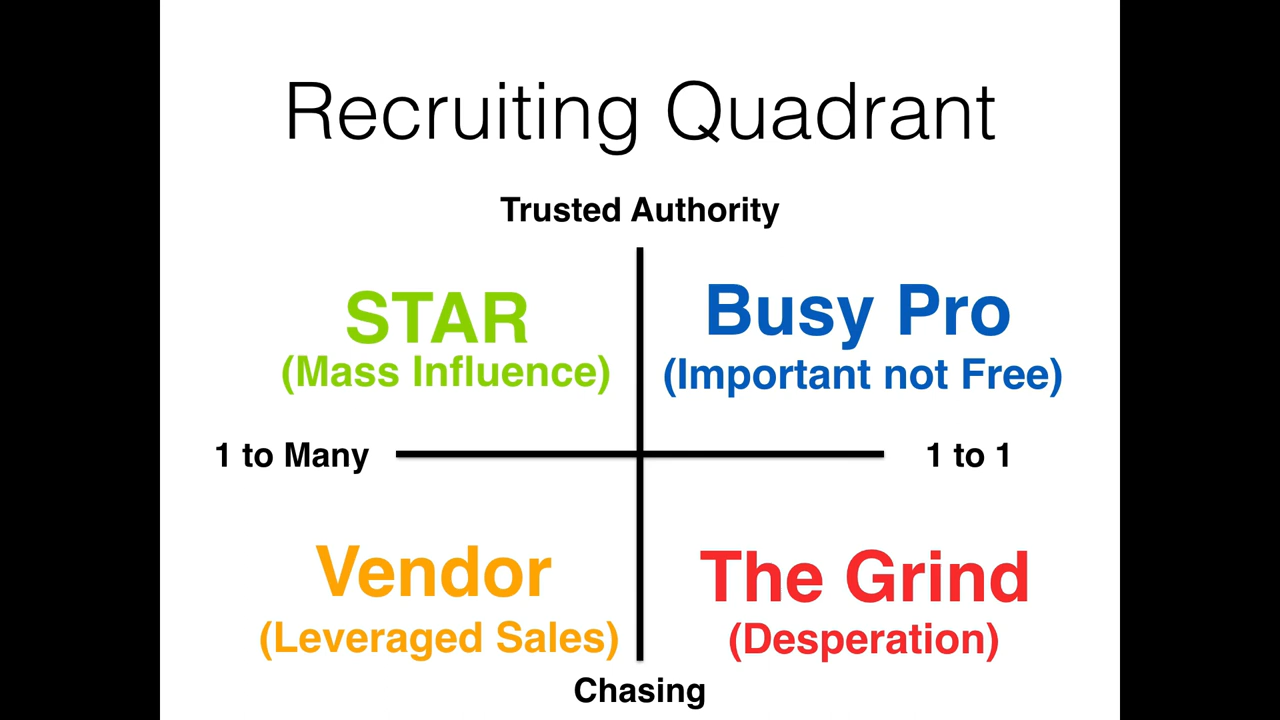 Recruiting Quadrant
Trusted Authority
STAR
(Mass Influence)
Busy Pro
(Important not Free)
1 to Many
1 to 1
Vendor
(Leveraged Sales)
The Grind
(Desperation)
Chasing